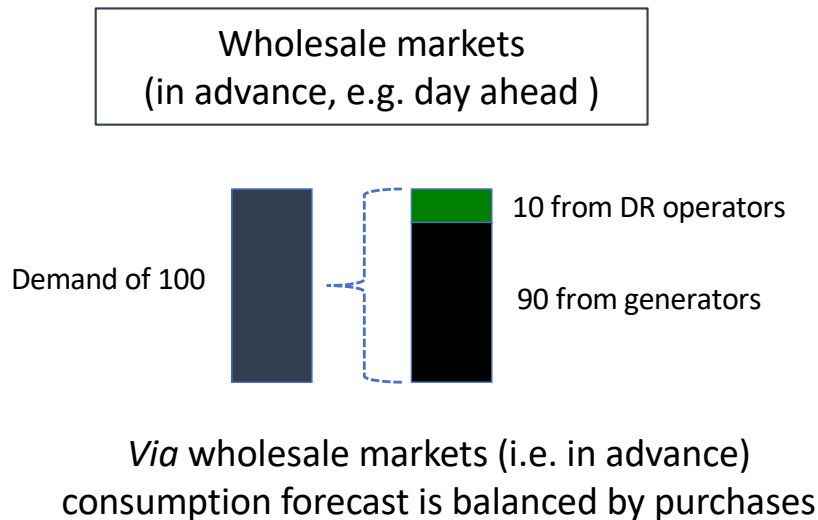 Wholesale markets
(in advance, e.g. day ahead )
10 from DR operators
Demand of 100
90 from generators
Via wholesale markets (i.e. in advance)
consumption forecast is balanced by purchases